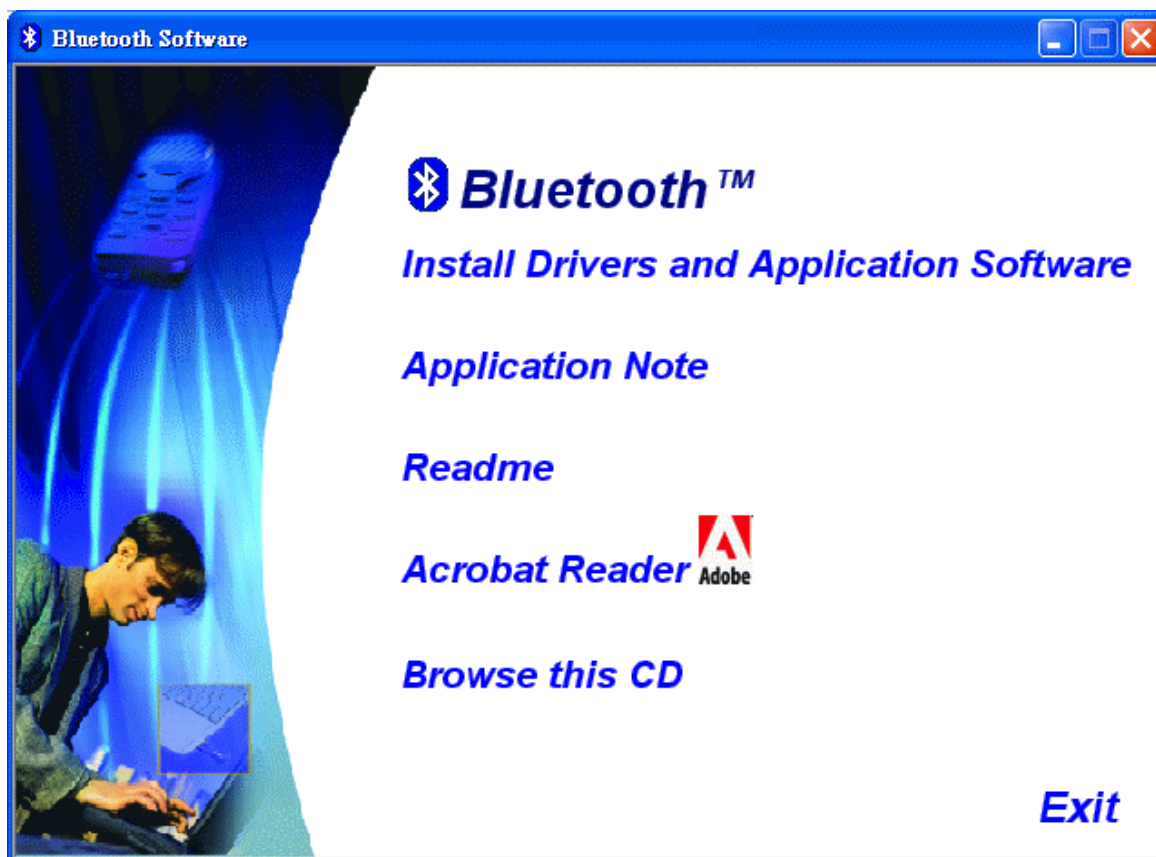 Bluetooth Software
Bluetooth™
Install Drivers and Application Software
Application Note
Readme
Acrobat Reader Adobe
Browse this CD
Exit